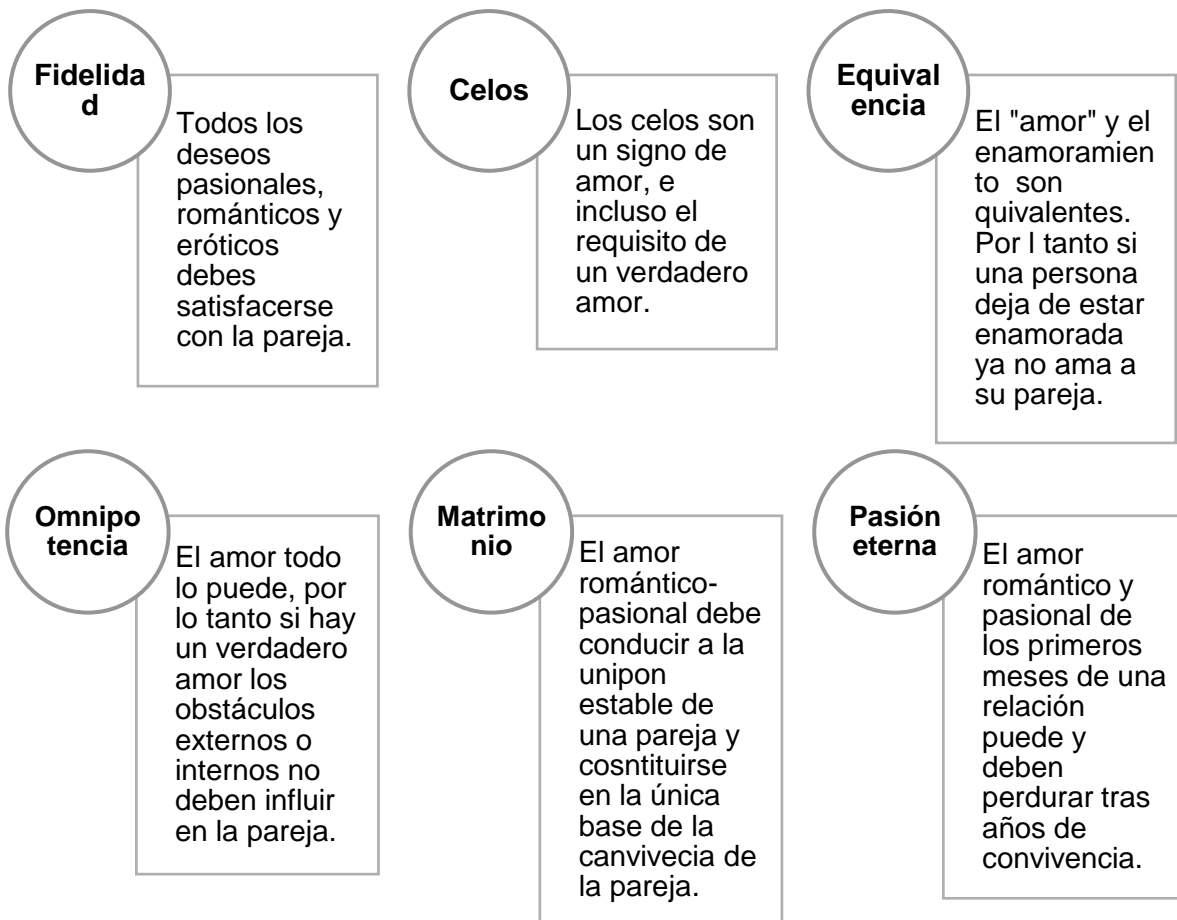 Fidelida
d
Todos los
deseos
pasionales,
románticos y
eróticos
debes
satisfacerse
con la pareja.
Celos
Los celos son
un signo de
amor, e
incluso el
requisito de
un verdadero
amor.
Equival
encia
El "amor" y el
enamoramien
to son
quivalentes.
Por l tanto si
una persona
deja de estar
enamorada
ya no ama a
su pareja.
Omnipo
tencia
El amor todo
lo puede, por
lo tanto si hay
un verdadero
amor los
obstáculos
externos o
internos no
deben influir
en la pareja.
Matrimo
nio
El amor
romántico-
pasional debe
conducir a la
unipon
estable de
una pareja y
cosntituirse
en la única
base de la
canvivecia de
la pareja.
Pasión
eterna
El amor
romántico y
pasional de
los primeros
meses de una
relación
puede y
deben
perdurar tras
años de
convivencia.